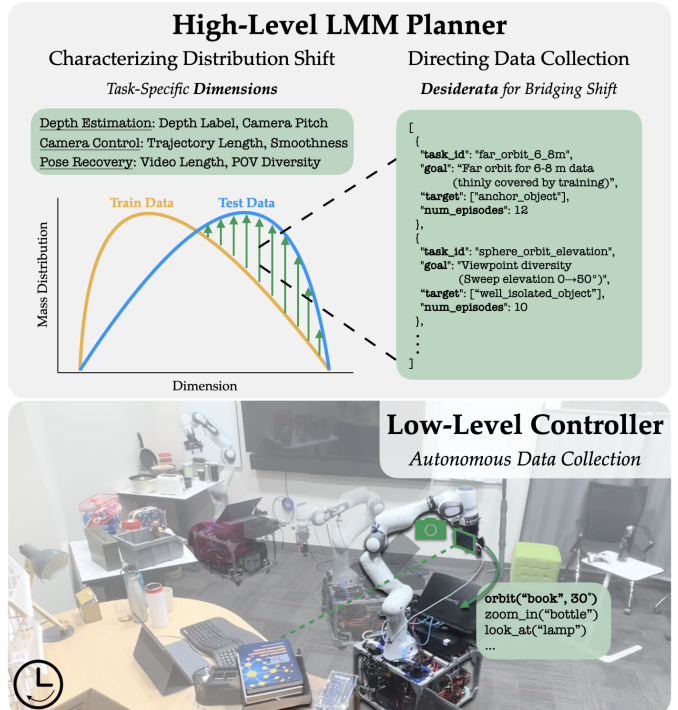 High-Level LMM Planner
Characterizing Distribution Shift
Task-Specific Dimensions
Depth Estimation: Depth Label, Camera Pitch
Camera Control: Trajectory Length, Smoothness
Pose Recovery: Video Length, POV Diversity
Train Data
Test Data
Mass Distribution
Dimension
Directing Data Collection
Desiderata for Bridging Shift
[
{
"task_id": "far_orbit_6_8m",
"goal": “Far orbit for 6-8 m data
(thinly covered by training)”,
“target": ["anchor_object"],
"num_episodes": 12
},
{
"task_id": "sphere_orbit_elevation",
"goal": "Viewpoint diversity
(Sweep elevation 0→50°)",
"target": [“well_isolated_object”],
"num_episodes": 10
},
⋮
]
Low-Level Controller
Autonomous Data Collection
orbit(“book”, 30°)
zoom_in(“bottle”)
look_at(“lamp”)
...